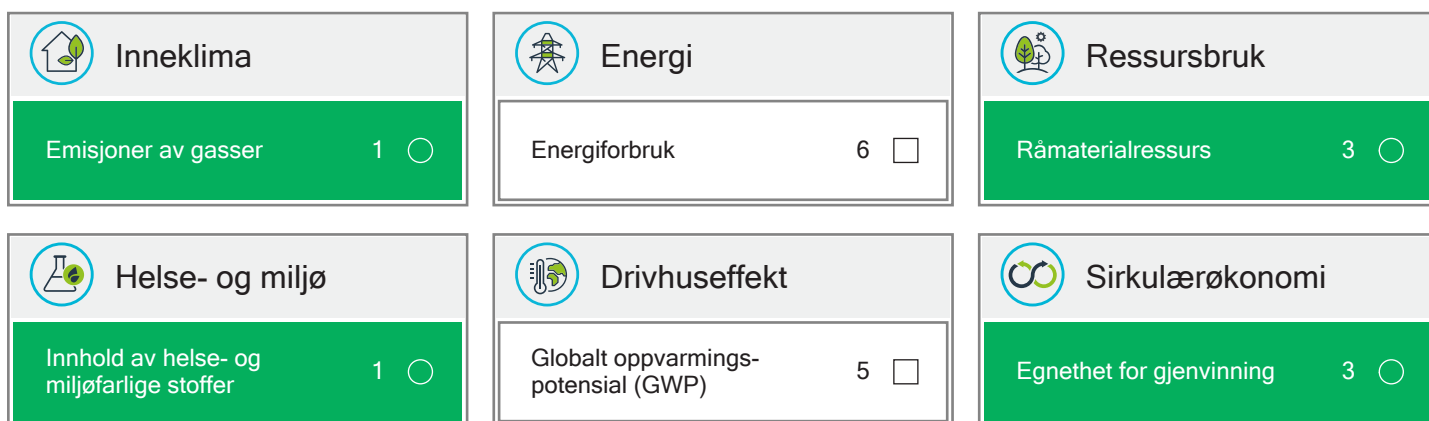 Inneklima
Emisjoner av gasser 1
Energi
Energiforbruk 6
Ressursbruk
Råmaterialressurs 3
Helse- og miljø
Innhold av helse- og
miljøfarlige stoffer 1
Drivhuseffekt
Globalt oppvarmings-
potensial (GWP) 5
Sirkulærøkonomi
Egnethet for gjenvinning 3